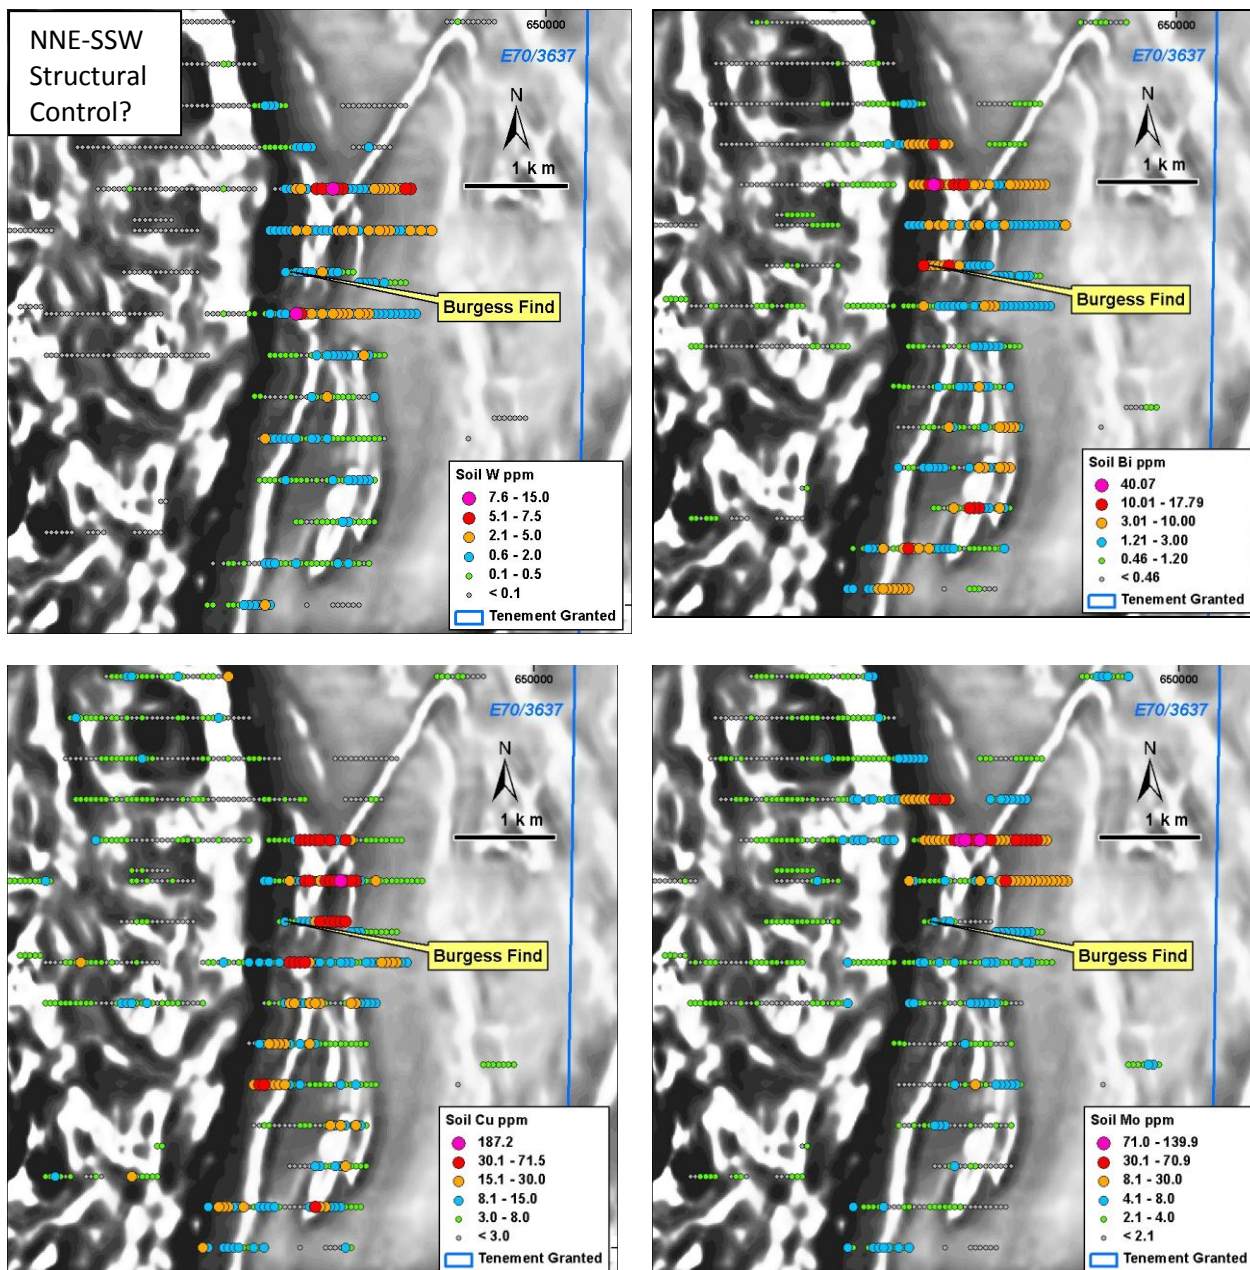 NNE-SSW
Structural
Control?
650000
E70/3637
N
1 km
Burgess Find
Soil W ppm
7.6 - 15.0
5.1 - 7.5
2.1 - 5.0
0.6 - 2.0
0.1 - 0.5
< 0.1
Tenement Granted
650000
E70/3637
N
1 km
Burgess Find
Soil Bi ppm
40.07
10.01 - 17.79
3.01 - 10.00
1.21 - 3.00
0.46 - 1.20
< 0.46
Tenement Granted
650000
E70/3637
N
1 km
Burgess Find
Soil Cu ppm
187.2
30.1 - 71.5
15.1 - 30.0
8.1 - 15.0
3.0 - 8.0
< 3.0
Tenement Granted
650000
E70/3637
N
1 km
Burgess Find
Soil Mo ppm
71.0 - 139.9
30.1 - 70.9
8.1 - 30.0
4.1 - 8.0
2.1 - 4.0
< 2.1
Tenement Granted